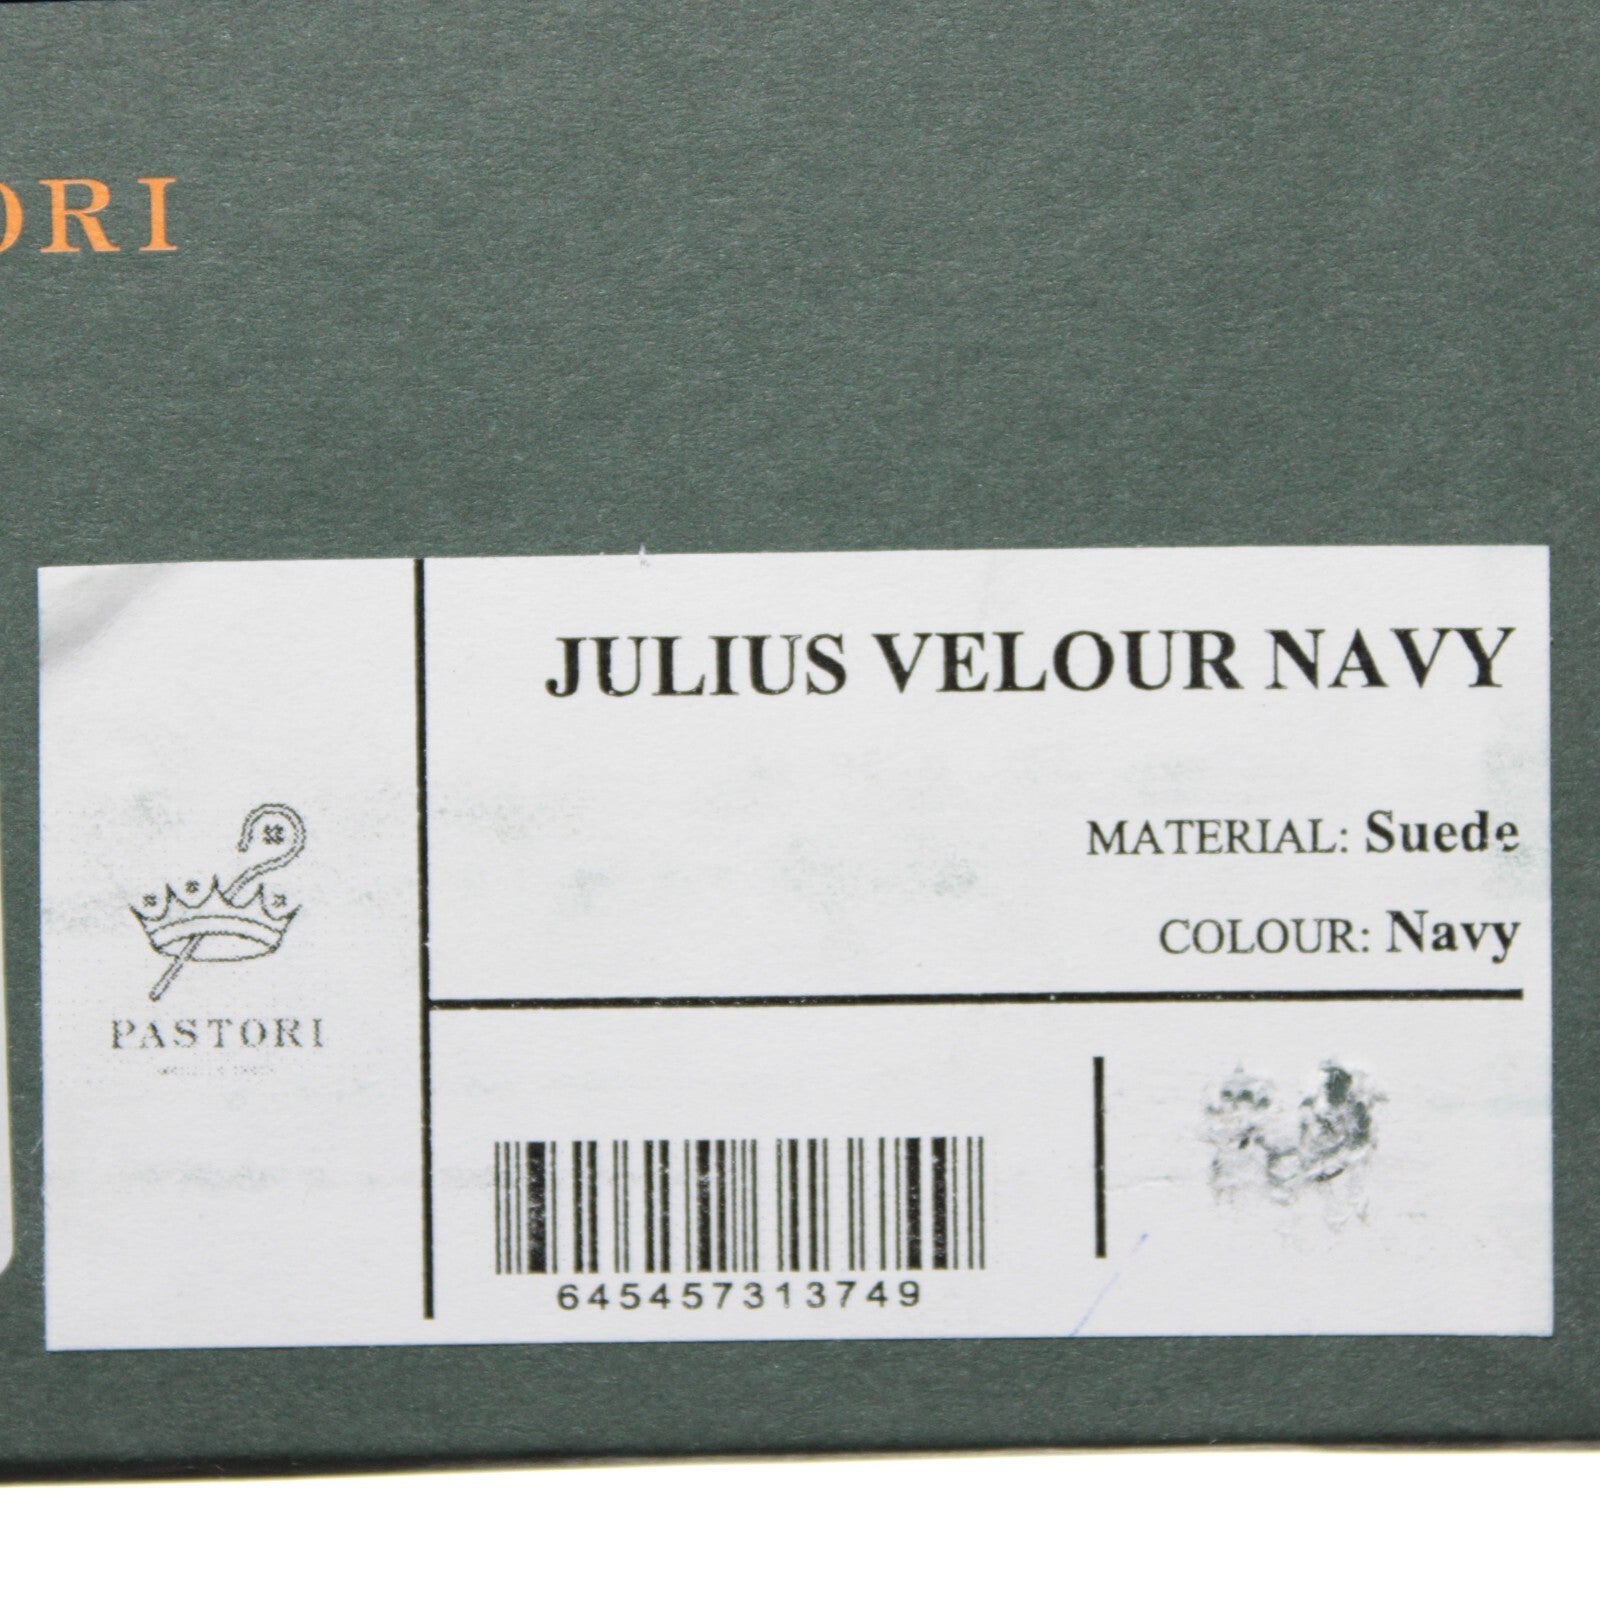 ORI
JULIUS VELOUR NAVY
MATERIAL: Suede
COLOUR: Navy
PASTORI
645457313749